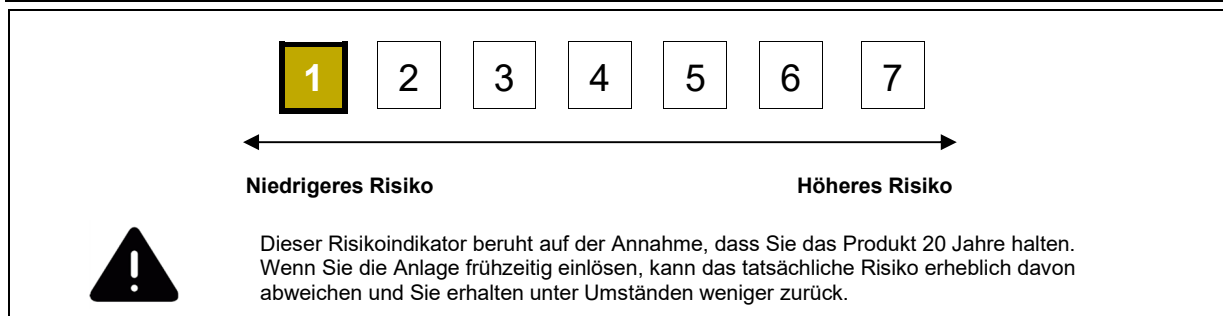 1 2 3 4 5 6 7
Niedrigeres Risiko Höheres Risiko
Dieser Risikoindikator beruht auf der Annahme, dass Sie das Produkt 20 Jahre halten.
Wenn Sie die Anlage frühzeitig einlösen, kann das tatsächliche Risiko erheblich davon
abweichen und Sie erhalten unter Umständen weniger zurück.